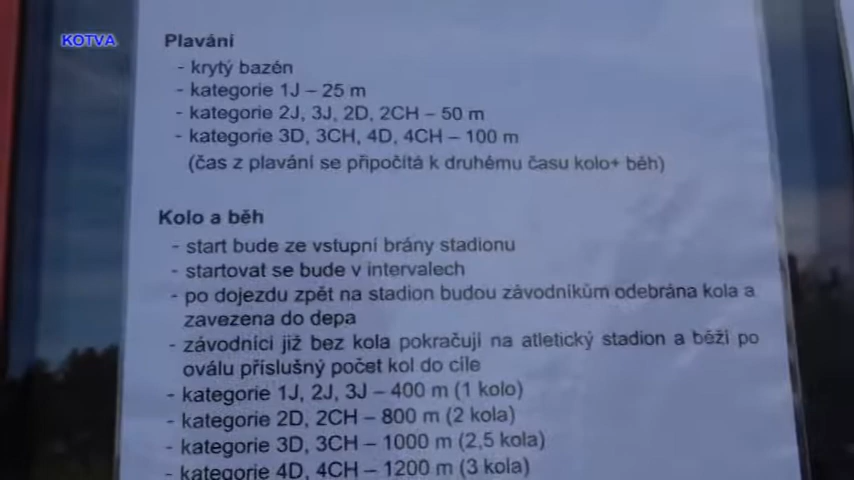 KOTVA
Plavání
- krytý bazén
- kategorie 1J – 25 m
- kategorie 2J, 3J, 2D, 2CH – 50 m
- kategorie 3D, 3CH, 4D, 4CH – 100 m
(čas z plavání se připočítá k druhému času kolo+ běh)
Kolo a běh
- start bude ze vstupní brány stadionu
- startovat se bude v intervalech
- po dojezdu zpět na stadion budou závodníkům odebrána kola a
zavezena do depa
- závodníci již bez kola pokračují na atletický stadion a běží po
oválu příslušný počet kol do cíle
- kategorie 1J, 2J, 3J – 400 m (1 kolo)
- kategorie 2D, 2CH – 800 m (2 kola)
- kategorie 3D, 3CH – 1000 m (2,5 kola)
- kategorie 4D, 4CH – 1200 m (3 kola)